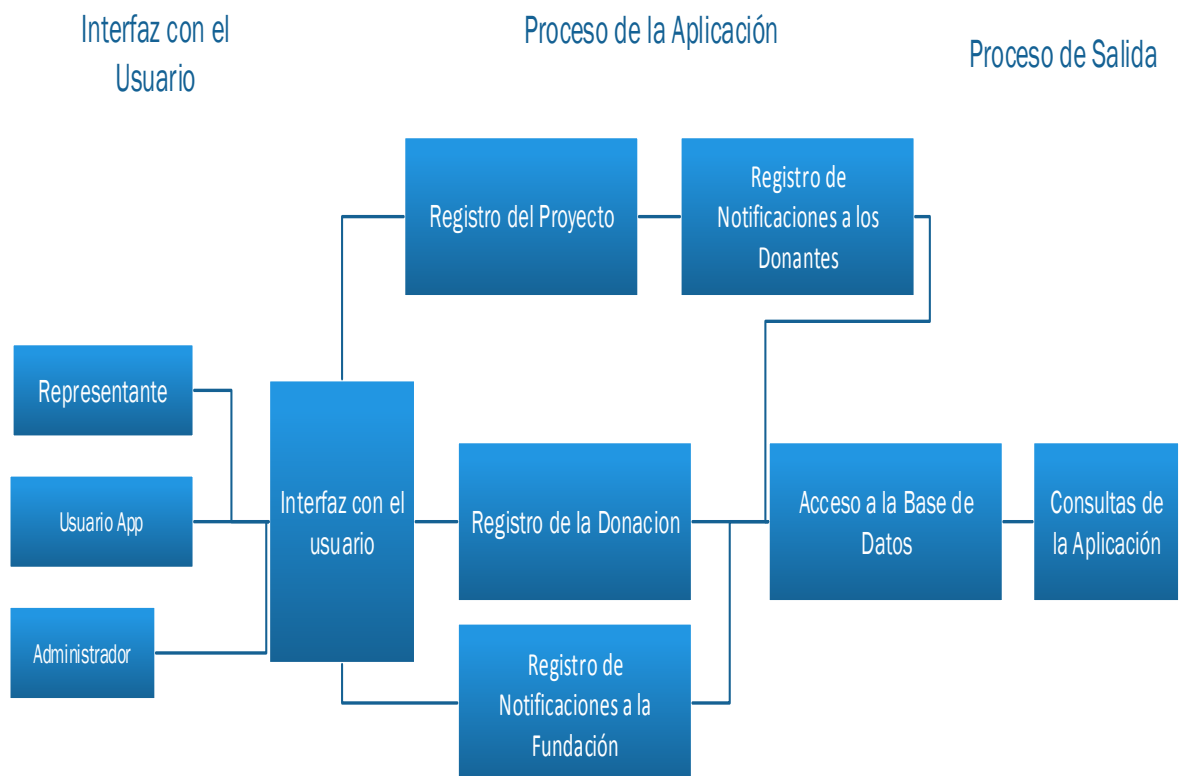 Interfaz con el
Usuario
Proceso de la Aplicación
Proceso de Salida
Registro del Proyecto
Registro de
Notificaciones a los
Donantes
Representante
Usuario App
Administrador
Interfaz con el
usuario
Registro de la Donacion
Registro de
Notificaciones a la
Fundación
Acceso a la Base de
Datos
Consultas de
la Aplicación